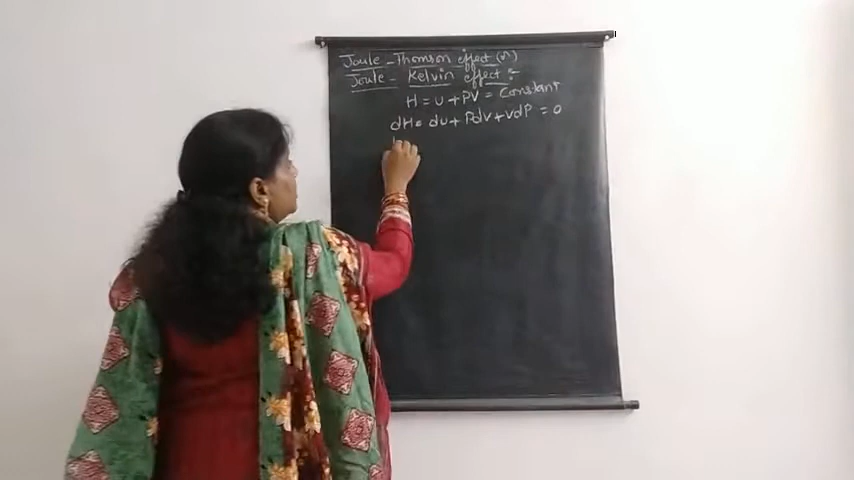 Joule - Thomson effect (or)
Joule - Kelvin effect :-
H = U + PV = Constant
dH = dU + PdV + VdP = 0